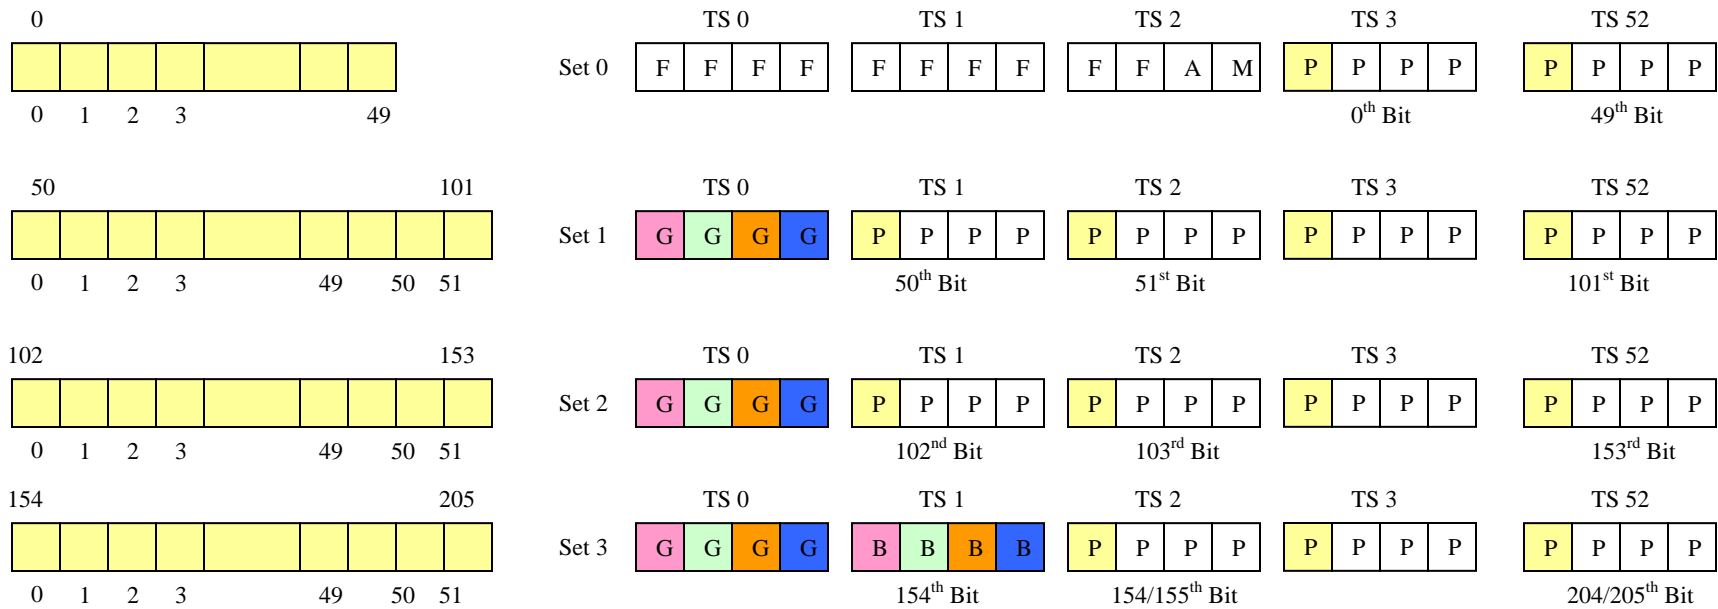 0 TS 0 TS 1 TS 2 TS 3 TS 52
Set 0 F F F F F F F F F F A M P P P P P P P P
0 1 2 3 49 0th Bit 49th Bit
50 101 TS 0 TS 1 TS 2 TS 3 TS 52
Set 1 G G G G P P P P P P P P P P P P P P P P
0 1 2 3 49 50 51 50th Bit 51st Bit 101st Bit
102 153 TS 0 TS 1 TS 2 TS 3 TS 52
Set 2 G G G G P P P P P P P P P P P P P P P P
0 1 2 3 49 50 51 102nd Bit 103rd Bit 153rd Bit
154 205 TS 0 TS 1 TS 2 TS 3 TS 52
Set 3 G G G G B B B B P P P P P P P P P P P P
0 1 2 3 49 50 51 154th Bit 154/155th Bit 204/205th Bit